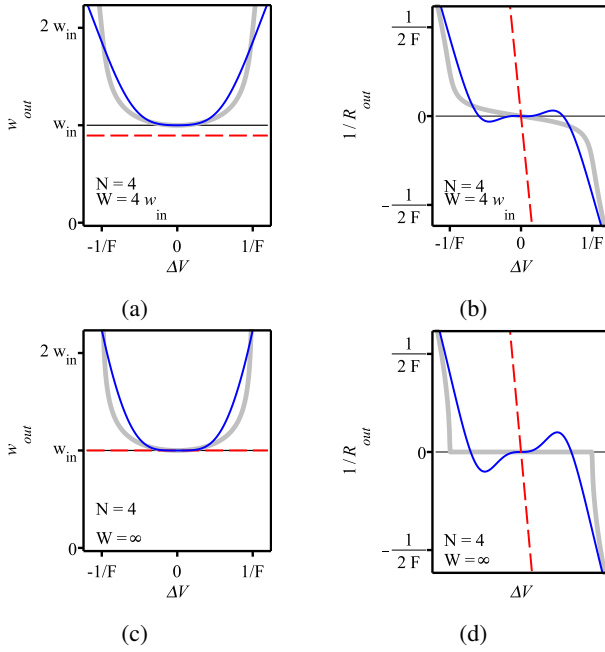 2 w_in
w_in
0
w_out
N = 4
W = 4 w_in
-1/F 0 1/F
ΔV
(a)
1 / 2 F
0
- 1 / 2 F
1 / R_out
N = 4
W = 4 w_in
-1/F 0 1/F
ΔV
(b)
2 w_in
w_in
0
w_out
N = 4
W = ∞
-1/F 0 1/F
ΔV
(c)
1 / 2 F
0
- 1 / 2 F
1 / R_out
N = 4
W = ∞
ΔV
(d)